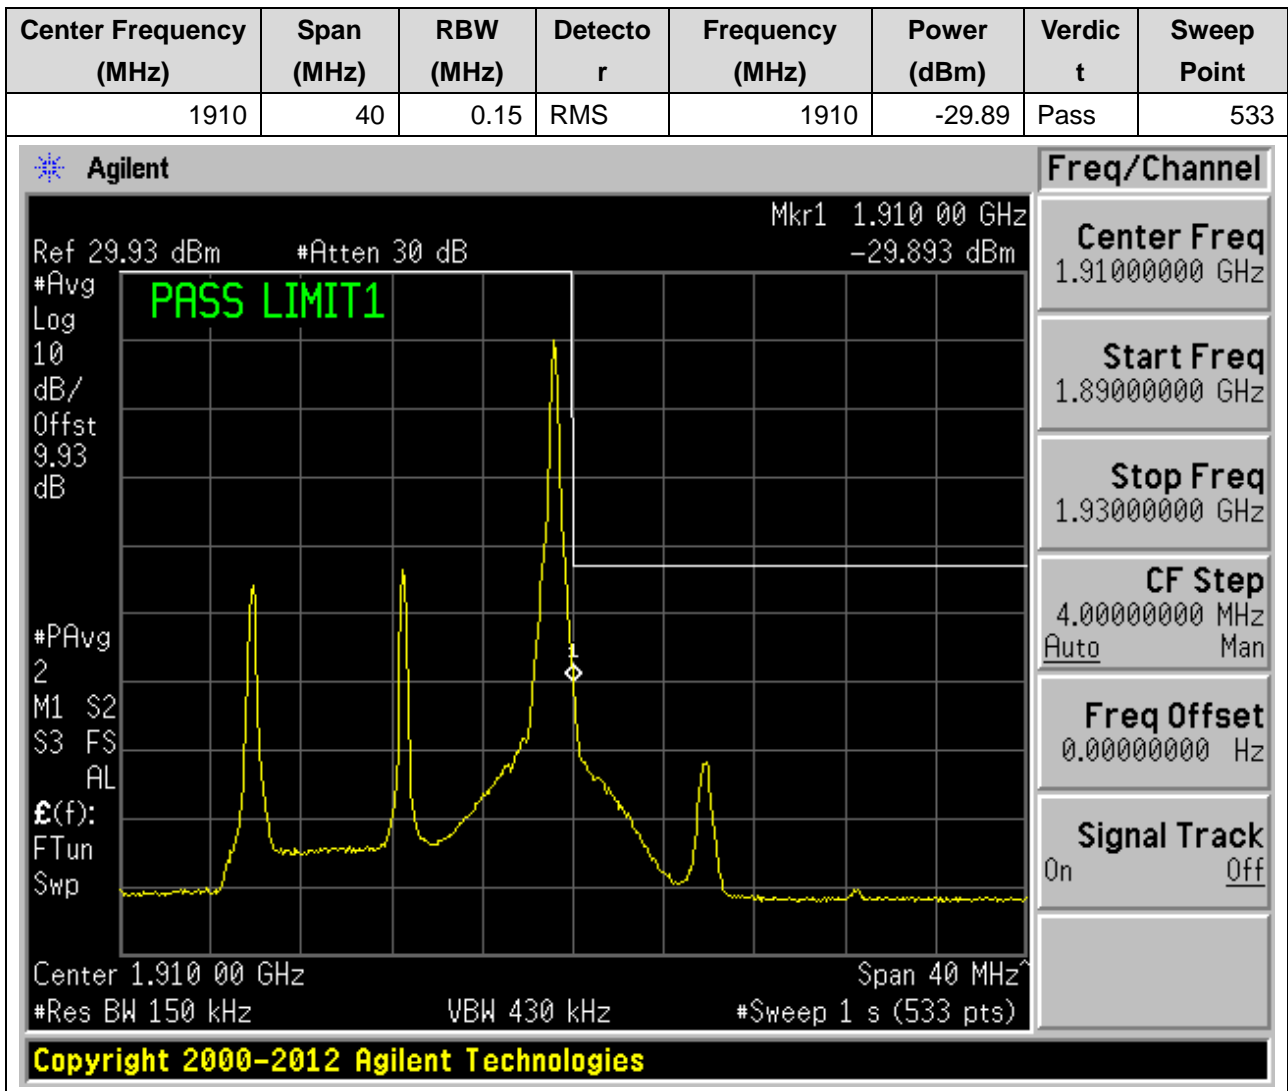 Center Frequency Span RBW Detecto Frequency Power Verdic Sweep
(MHz) (MHz) (MHz) r (MHz) (dBm) t Point
1910 40 0.15 RMS 1910 -29.89 Pass 533
Agilent
Freq/Channel
Mkr1 1.910 00 GHz
Ref 29.93 dBm #Atten 30 dB -29.893 dBm
#Avg
Log
10
dB/
Offst
9.93
dB
PASS LIMIT1
1
#PAvg
2
M1 S2
S3 FS
AL
£(f):
FTun
Swp
Center 1.910 00 GHz Span 40 MHz^
#Res BW 150 kHz VBW 430 kHz #Sweep 1 s (533 pts)
Center Freq
1.91000000 GHz
Start Freq
1.89000000 GHz
Stop Freq
1.93000000 GHz
CF Step
4.00000000 MHz
Auto Man
Freq Offset
0.00000000 Hz
Signal Track
On Off
Copyright 2000-2012 Agilent Technologies